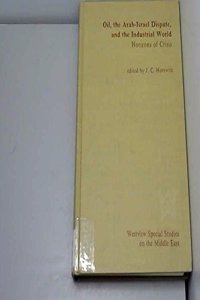 Oil, the Arab-Israel Dispute,
and the Industrial World
Horizons of Crisis
edited by J. C. Hurewitz
Westview Special Studies
on the Middle East